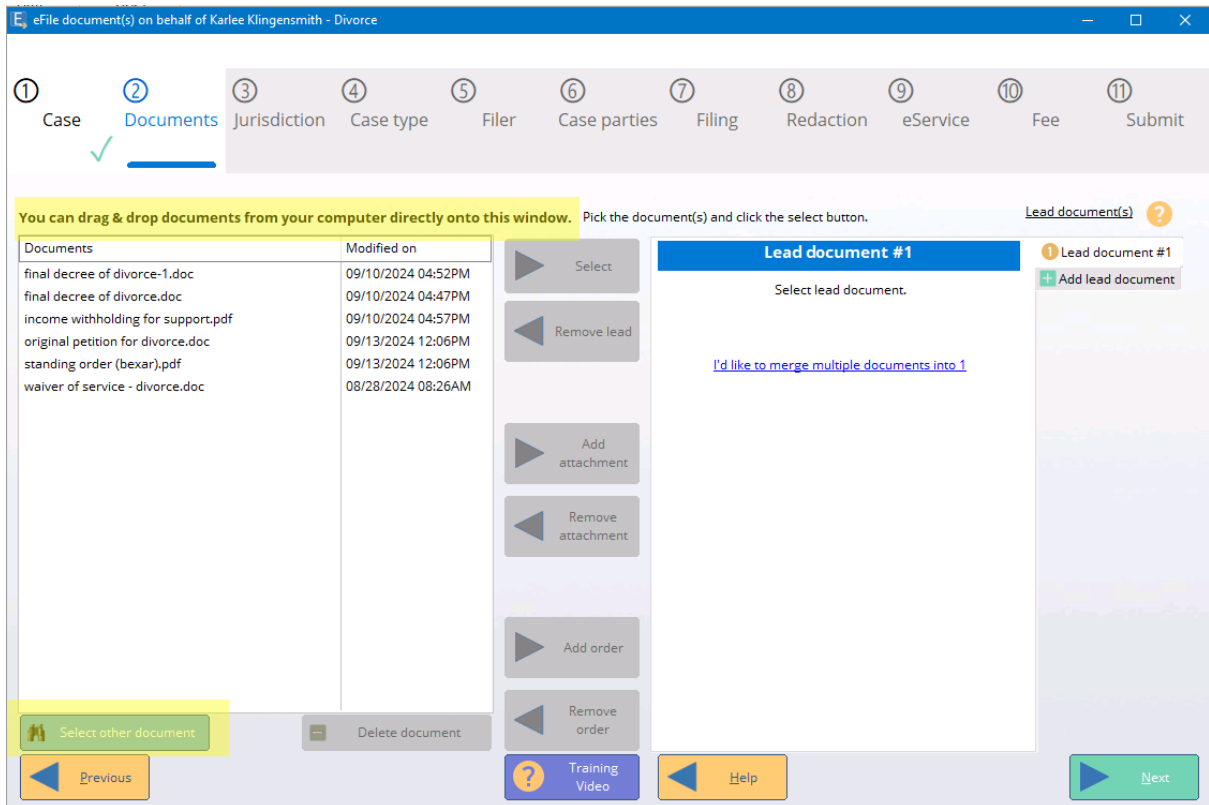 eFile document(s) on behalf of Karlee Klingensmith - Divorce
1 2 3 4 5 6 7 8 9 10 11
Case Documents Jurisdiction Case type Filer Case parties Filing Redaction eService Fee Submit
You can drag & drop documents from your computer directly onto this window. Pick the document(s) and click the select button. Lead document(s) ?
Documents Modified on
final decree of divorce-1.doc 09/10/2024 04:52PM
final decree of divorce.doc 09/10/2024 04:47PM
income withholding for support.pdf 09/10/2024 04:57PM
original petition for divorce.doc 09/13/2024 12:06PM
standing order (bexar).pdf 09/13/2024 12:06PM
waiver of service - divorce.doc 08/28/2024 08:26AM
Select
Remove lead
Add
attachment
Remove
attachment
Add order
Remove
order
Lead document #1
Select lead document.
I'd like to merge multiple documents into 1
1 Lead document #1
Add lead document
Select other document Delete document
Previous
? Training
Video
Help
Next